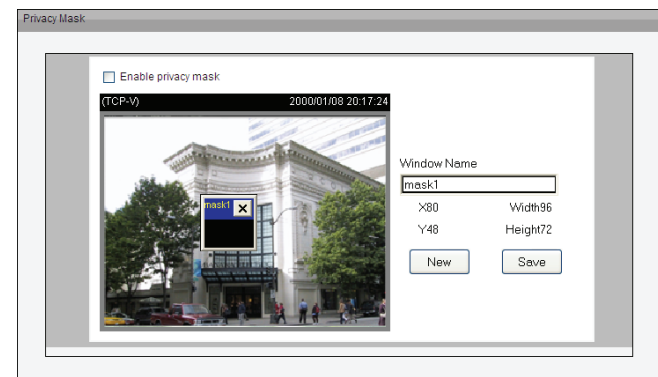 Privacy Mask
Enable privacy mask
(TCP-V) 2000/01/08 20:17:24
mask1
Window Name
mask1
X80 Width96
Y48 Height72
New Save